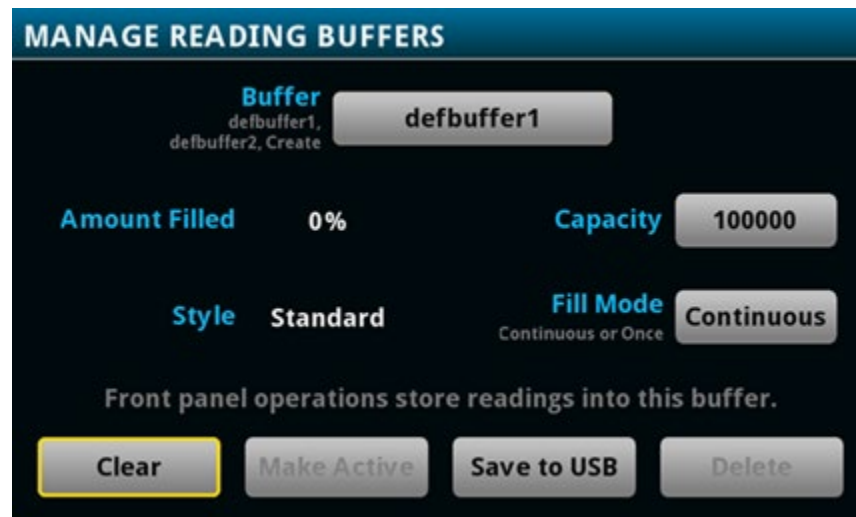 MANAGE READING BUFFERS
Buffer
defbuffer1,
defbuffer2, Create
defbuffer1
Amount Filled
0%
Capacity
100000
Style
Standard
Fill Mode
Continuous or Once
Continuous
Front panel operations store readings into this buffer.
Clear
Make Active
Save to USB
Delete